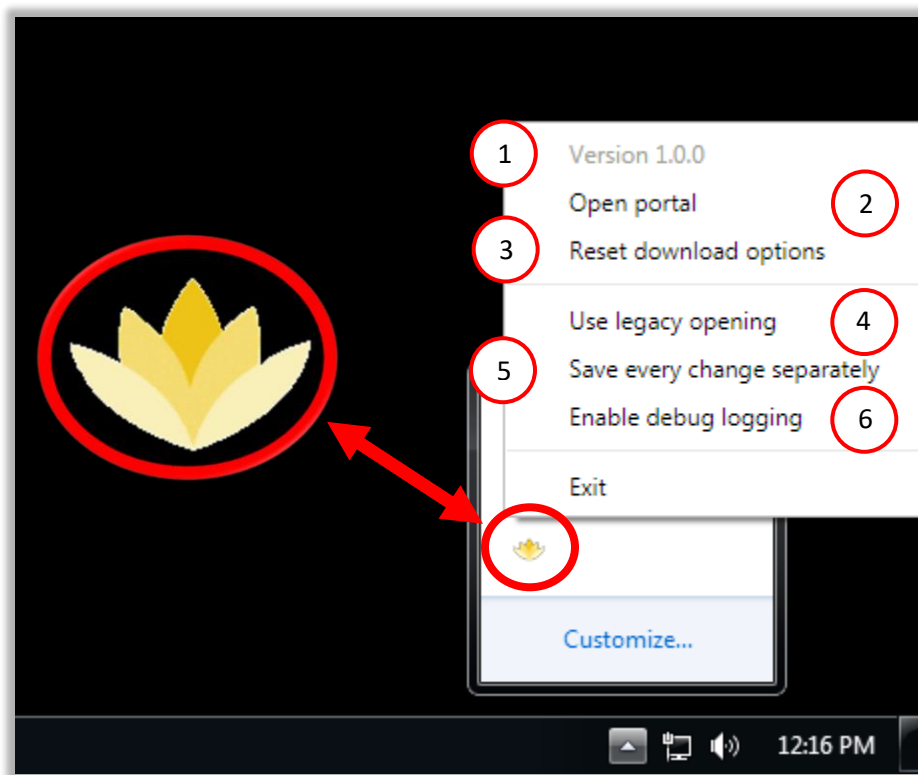 1 Version 1.0.0
Open portal 2
3 Reset download options
Use legacy opening 4
5 Save every change separately
Enable debug logging 6
Exit
Customize...
12:16 PM